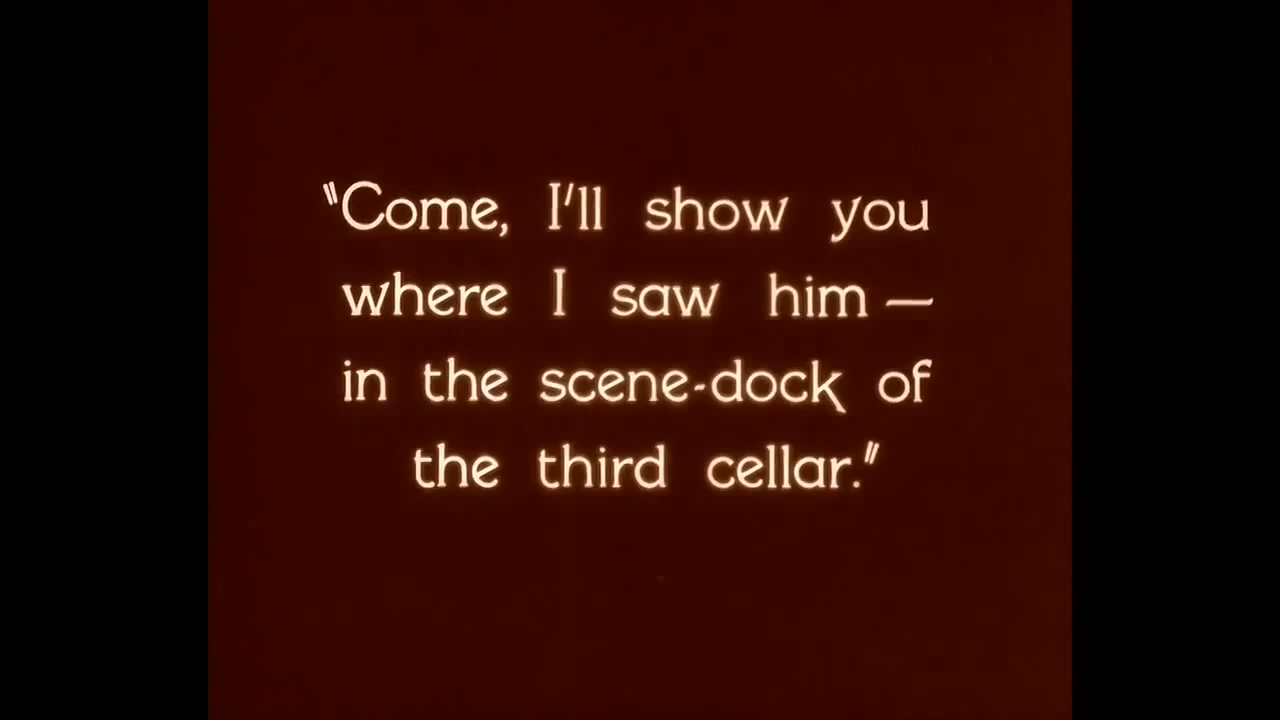 "Come, I'll show you
where I saw him —
in the scene-dock of
the third cellar."